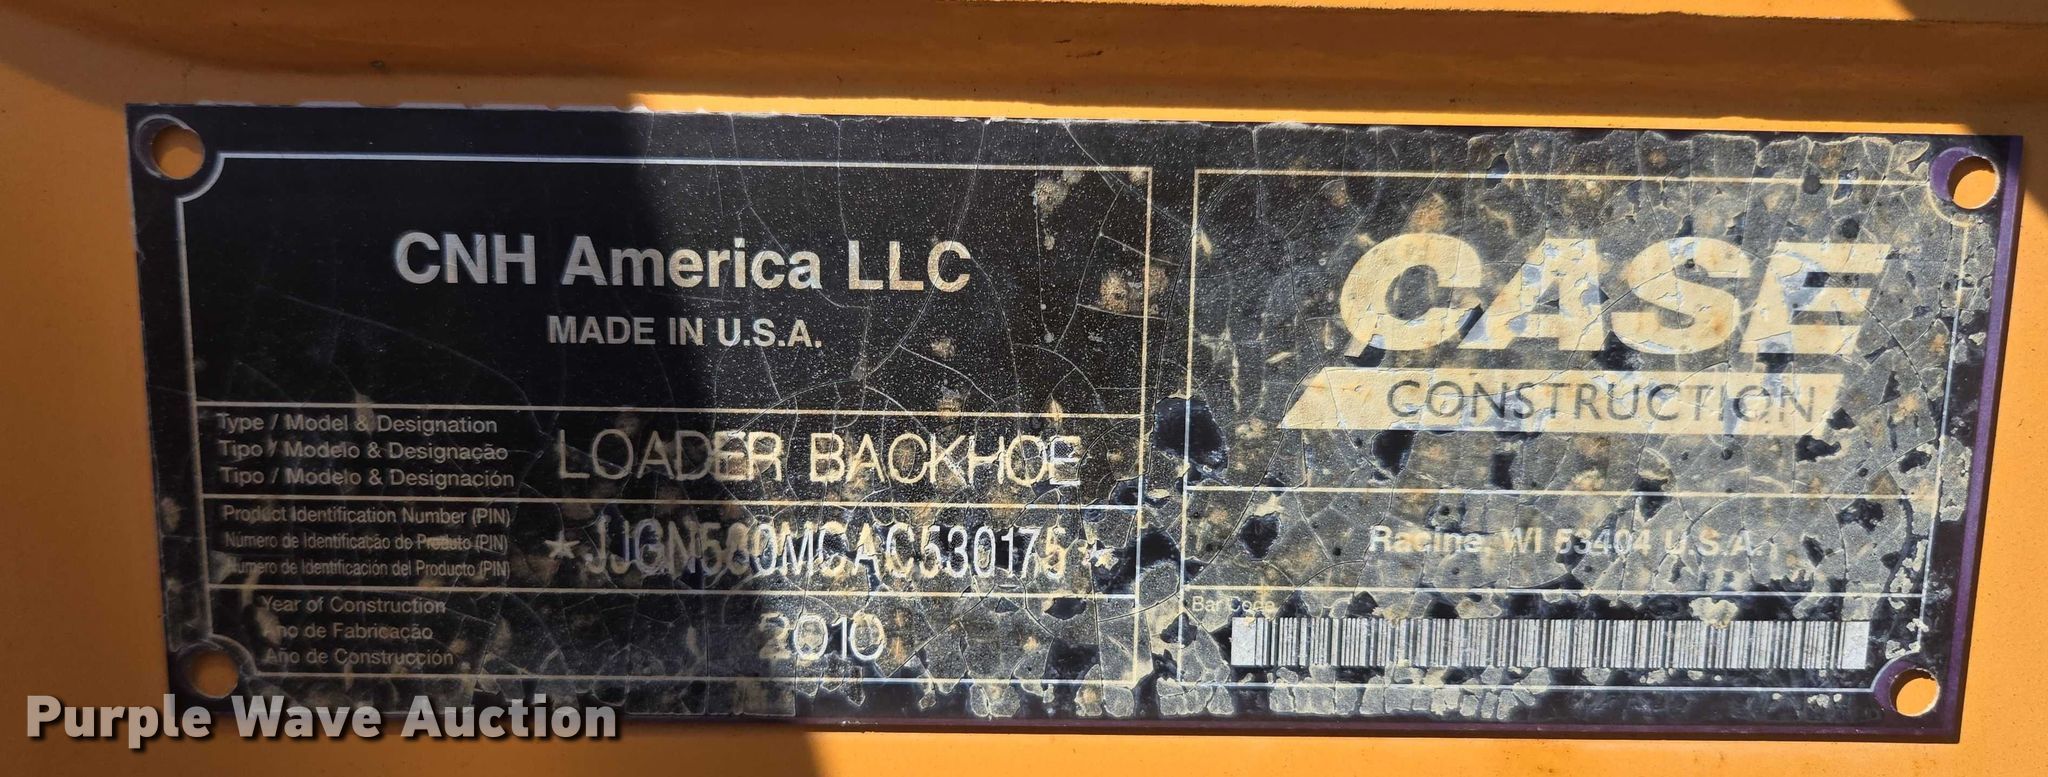 CNH America LLC
MADE IN U.S.A.
Type / Model & Designation
Tipo / Modelo & Designação
Tipo / Modelo & Designación
LOADER BACKHOE
Product Identification Number (PIN)
Número de Identificação do Produto (PIN)
Número de Identificación del Producto (PIN)
★ JJGN580MCAC530175 ★
Year of Construction
Ano de Fabricação
Año de Construcción
2010
CASE
CONSTRUCTION
Racine, WI 53404 U.S.A.
Bar Code
Purple Wave Auction